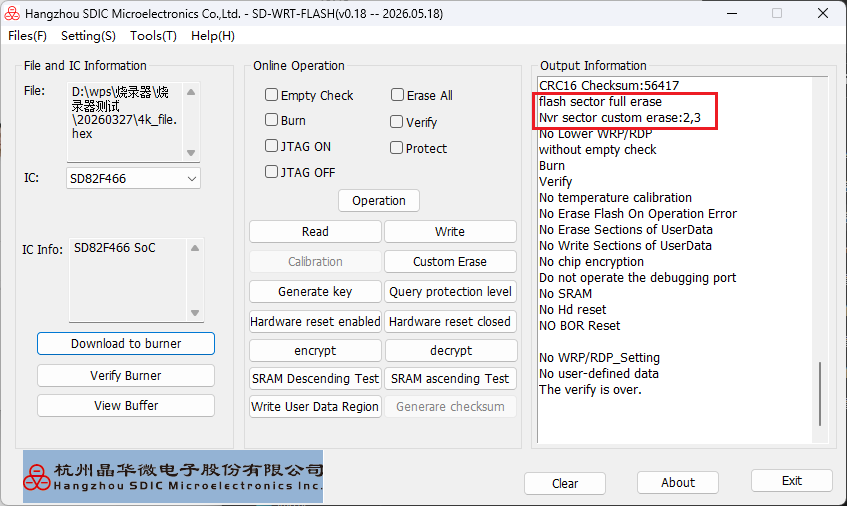 Hangzhou SDIC Microelectronics Co.,Ltd. - SD-WRT-FLASH(v0.18 -- 2026.05.18)
Files(F) Setting(S) Tools(T) Help(H)
File and IC Information
File:
D:\wps\烧录器\烧
录器测试
\20260327\4k_file.
hex
IC:
SD82F466
IC Info:
SD82F466 SoC
Download to burner
Verify Burner
View Buffer
Online Operation
Empty Check
Erase All
Burn
Verify
JTAG ON
Protect
JTAG OFF
Operation
Read
Write
Calibration
Custom Erase
Generate key
Query protection level
Hardware reset enabled
Hardware reset closed
encrypt
decrypt
SRAM Descending Test
SRAM ascending Test
Write User Data Region
Generare checksum
Output Information
CRC16 Checksum:56417
flash sector full erase
Nvr sector custom erase:2,3
No Lower WRP/RDP
without empty check
Burn
Verify
No temperature calibration
No Erase Flash On Operation Error
No Erase Sections of UserData
No Write Sections of UserData
No chip encryption
Do not operate the debugging port
No SRAM
No Hd reset
NO BOR Reset
No WRP/RDP_Setting
No user-defined data
The verify is over.
杭州晶华微电子股份有限公司
Hangzhou SDIC Microelectronics Inc.
Clear
About
Exit